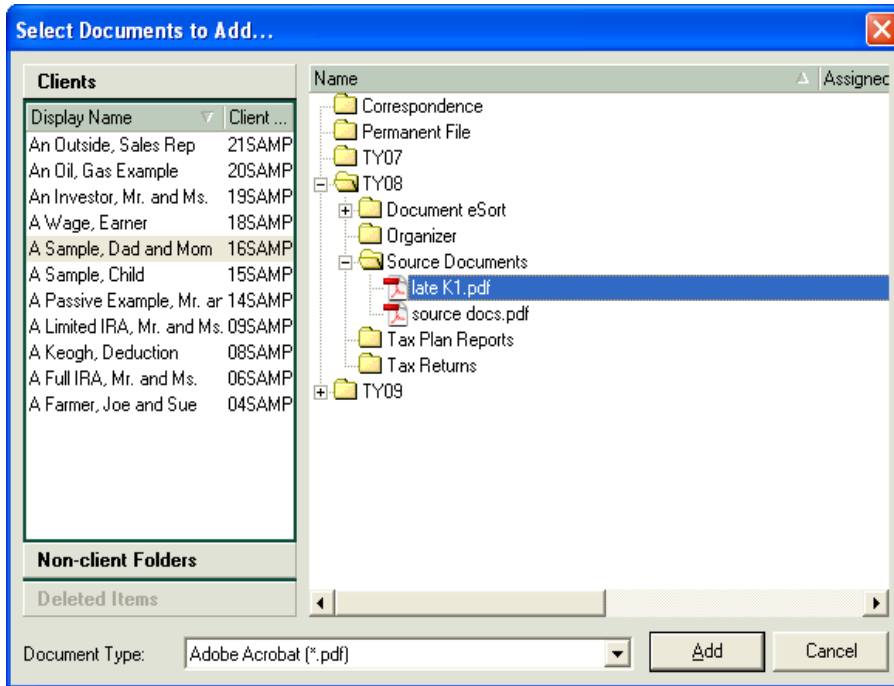 Select Documents to Add...
Clients
Display Name Client ...
An Outside, Sales Rep 21SAMP
An Oil, Gas Example 20SAMP
An Investor, Mr. and Ms. 19SAMP
A Wage, Earner 18SAMP
A Sample, Dad and Mom 16SAMP
A Sample, Child 15SAMP
A Passive Example, Mr. ar 14SAMP
A Limited IRA, Mr. and Ms. 09SAMP
A Keogh, Deduction 08SAMP
A Full IRA, Mr. and Ms. 06SAMP
A Farmer, Joe and Sue 04SAMP
Non-client Folders
Deleted Items
Name Assigned
Correspondence
Permanent File
TY07
TY08
Document eSort
Organizer
Source Documents
late K1.pdf
source docs.pdf
Tax Plan Reports
Tax Returns
TY09
Document Type: Adobe Acrobat (*.pdf) Add Cancel